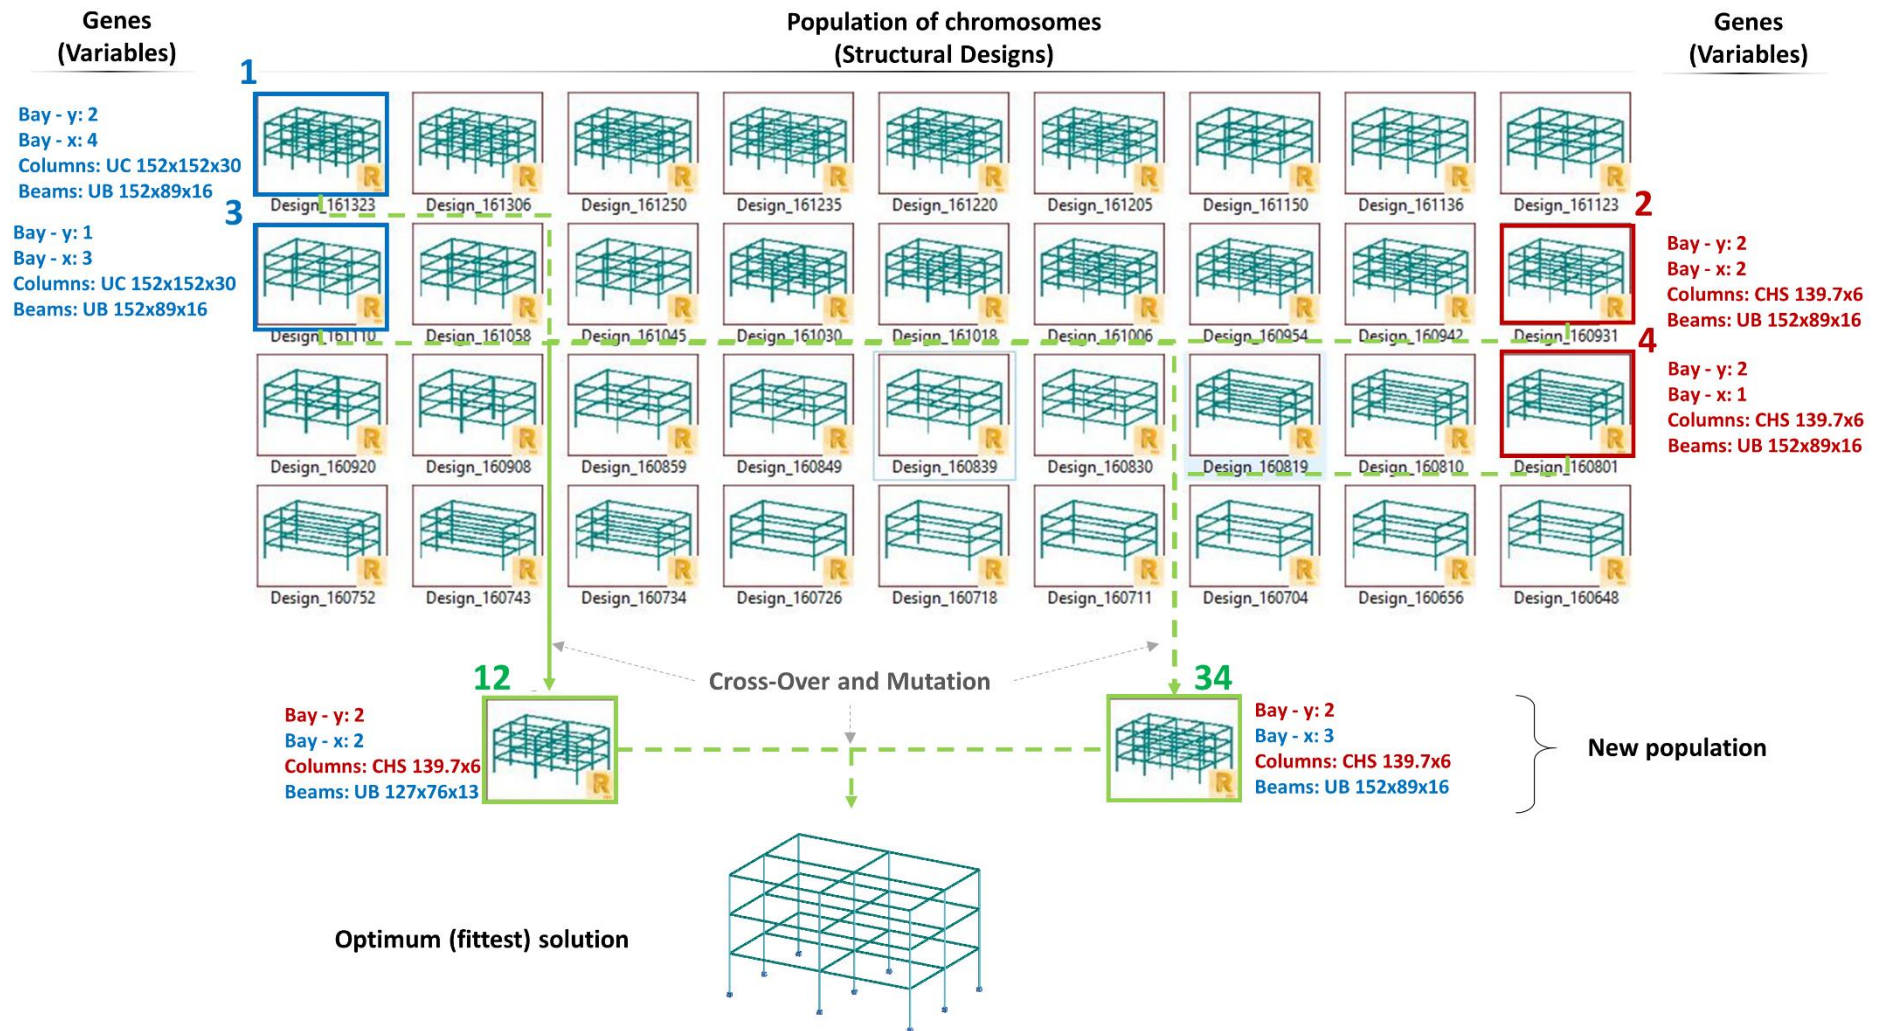 Genes
(Variables)
Population of chromosomes
(Structural Designs)
Genes
(Variables)
1
Bay - y: 2
Bay - x: 4
Columns: UC 152x152x30
Beams: UB 152x89x16
R R R R R R R R R
Design_161323 Design_161306 Design_161250 Design_161235 Design_161220 Design_161205 Design_161150 Design_161136 Design_161123
3
2
Bay - y: 1
Bay - x: 3
Columns: UC 152x152x30
Beams: UB 152x89x16
Bay - y: 2
Bay - x: 2
Columns: CHS 139.7x6
Beams: UB 152x89x16
R R R R R R R R R
Design_161110 Design_161058 Design_161045 Design_161030 Design_161018 Design_161006 Design_160954 Design_160942 Design_160931
4
Bay - y: 2
Bay - x: 1
Columns: CHS 139.7x6
Beams: UB 152x89x16
R R R R R R R R R
Design_160920 Design_160908 Design_160859 Design_160849 Design_160839 Design_160830 Design_160819 Design_160810 Design_160801
R R R R R R R R R
Design_160752 Design_160743 Design_160734 Design_160726 Design_160718 Design_160711 Design_160704 Design_160656 Design_160648
Cross-Over and Mutation
12
Bay - y: 2
Bay - x: 2
Columns: CHS 139.7x6
Beams: UB 127x76x13
R
34
Bay - y: 2
Bay - x: 3
Columns: CHS 139.7x6
Beams: UB 152x89x16
R
New population
Optimum (fittest) solution